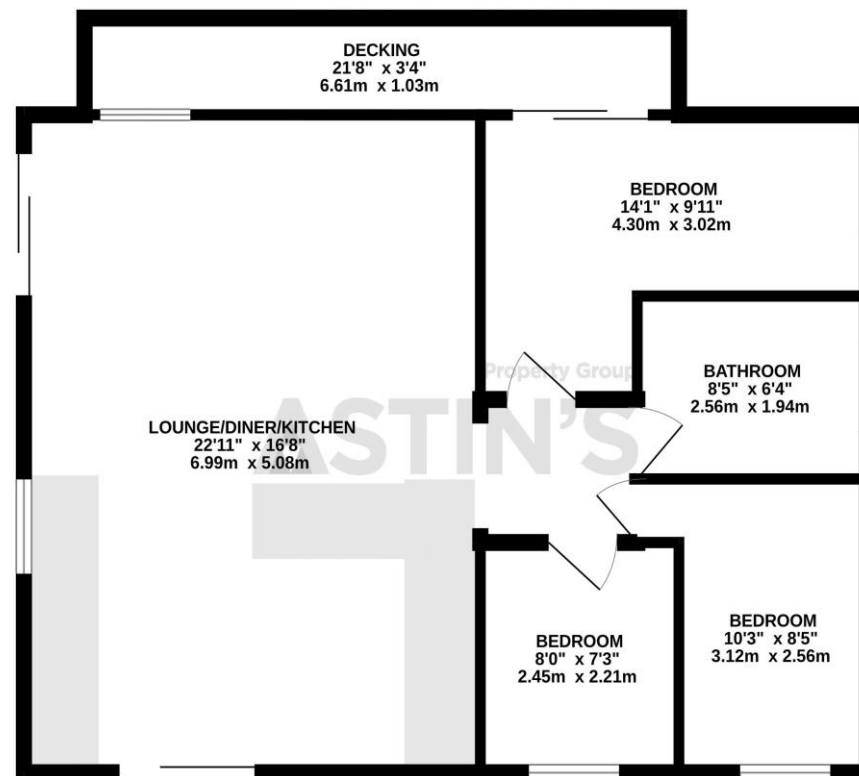 DECKING
21'8" x 3'4"
6.61m x 1.03m
BEDROOM
14'1" x 9'11"
4.30m x 3.02m
Property Group
ASTIN'S
BATHROOM
8'5" x 6'4"
2.56m x 1.94m
LOUNGE/DINER/KITCHEN
22'11" x 16'8"
6.99m x 5.08m
BEDROOM
8'0" x 7'3"
2.45m x 2.21m
BEDROOM
10'3" x 8'5"
3.12m x 2.56m